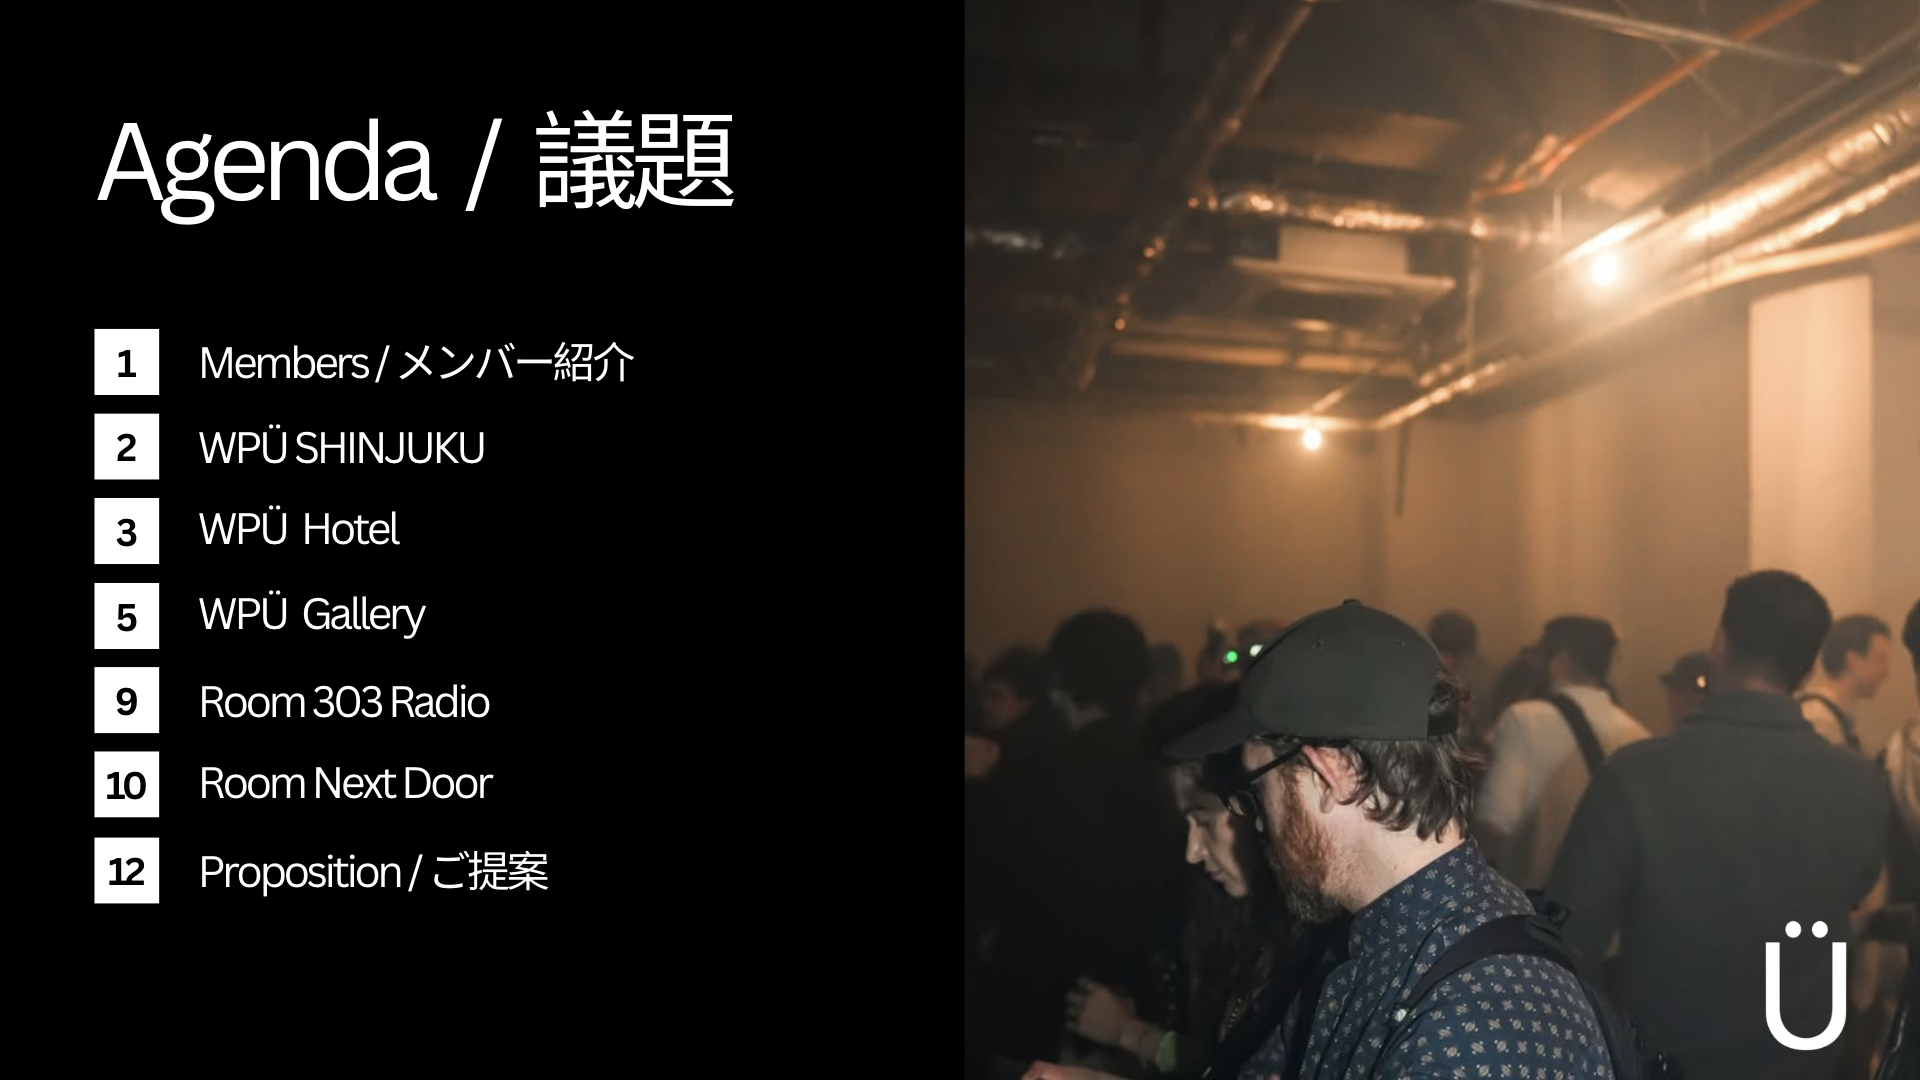 Agenda / 議題
1 Members / メンバー紹介
2 WPÜ SHINJUKU
3 WPÜ Hotel
5 WPÜ Gallery
9 Room 303 Radio
10 Room Next Door
12 Proposition / ご提案
Ü